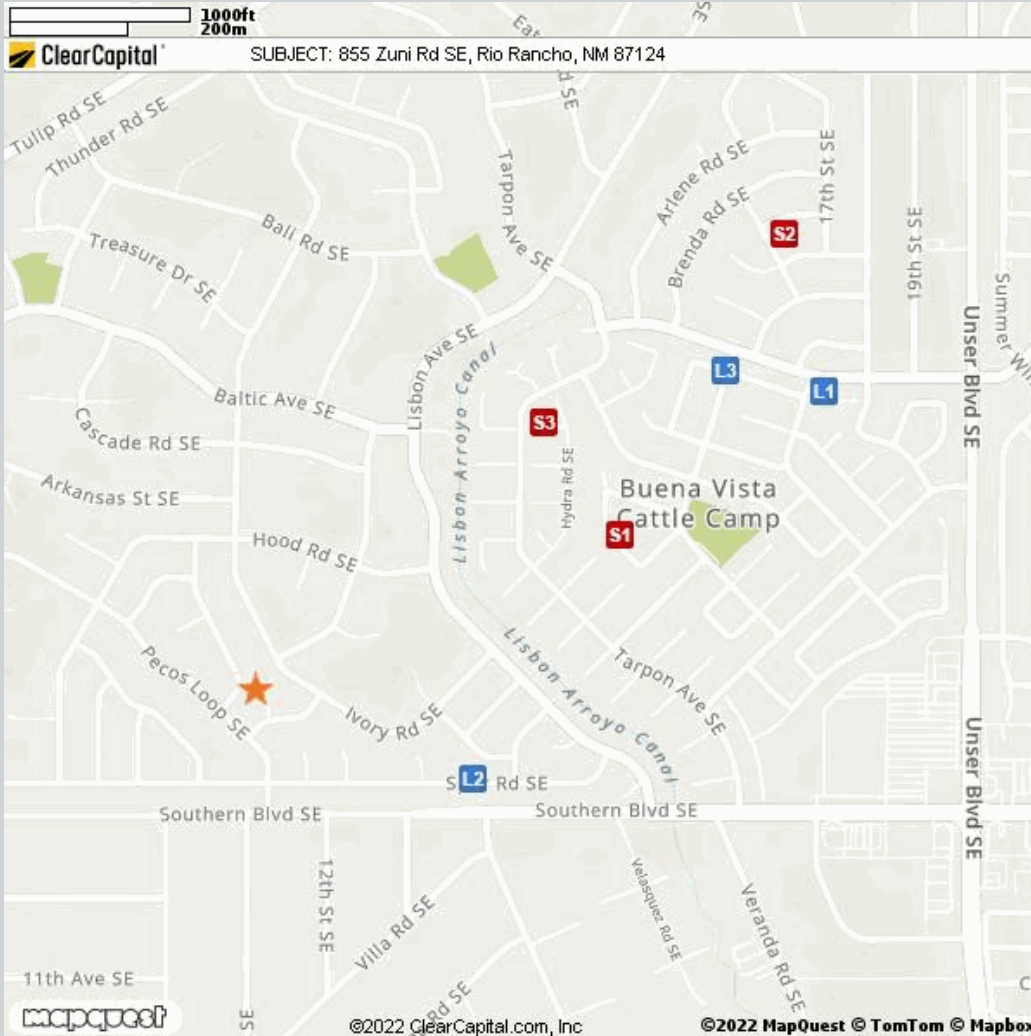 1000ft
200m
ClearCapital
SUBJECT: 855 Zuni Rd SE, Rio Rancho, NM 87124
SE
Tulip Rd SE
Thunder Rd SE
Tarpon Ave SE
Arlene Rd SE
Brenda Rd SE
17th St SE
19th St SE
Ball Rd SE
Treasure Dr SE
S2
Unser Blvd SE
Lisbon Ave SE
Lisbon Arroyo Canal
L3
L1
Baltic Ave SE
Cascade Rd SE
S3
Hydra Rd SE
Arkansas St SE
Buena Vista
Cattle Camp
S1
Hood Rd SE
Pecos Loop SE
Ivory Rd SE
Lisbon Arroyo Canal
Tarpon Ave SE
Unser Blvd SE
L2
Rd SE
Southern Blvd SE
Southern Blvd SE
12th St SE
Villa Rd SE
Velasquez Rd SE
Veranda Rd SE
11th Ave SE
Rd SE
SE
mapquest
©2022 ClearCapital.com, Inc
©2022 MapQuest © TomTom © Mapbox